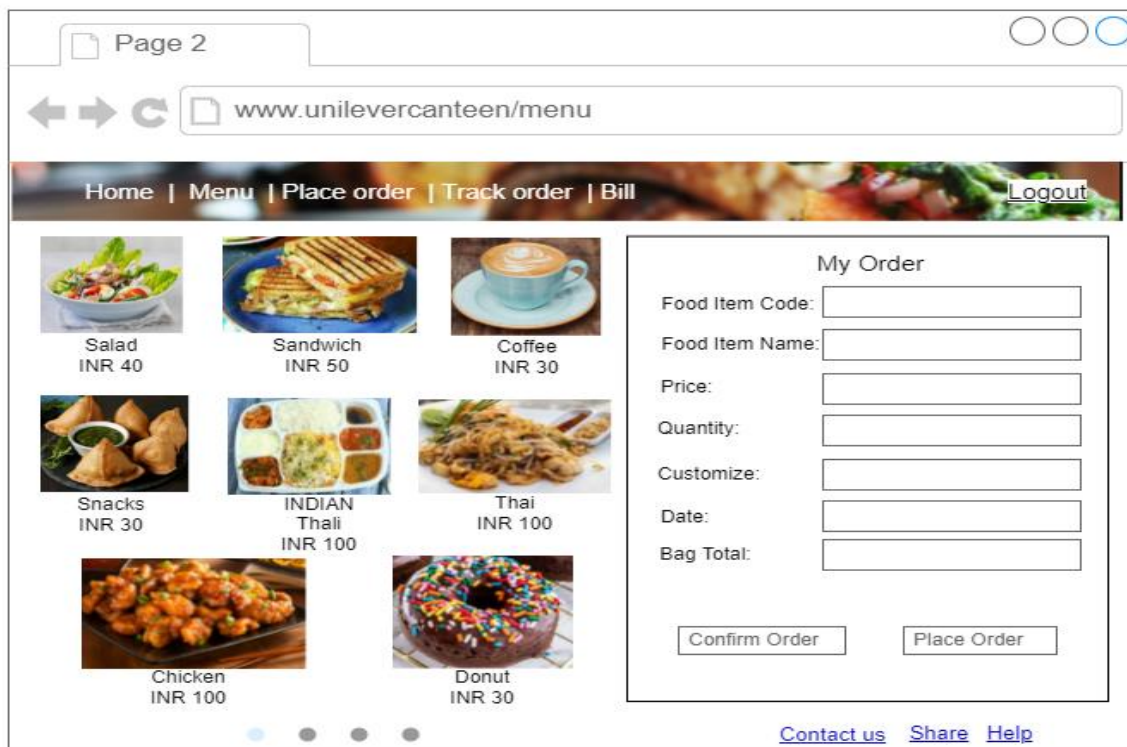 Page 2
www.unilevercanteen/menu
Home | Menu | Place order | Track order | Bill
Logout
Salad
INR 40
Sandwich
INR 50
Coffee
INR 30
Snacks
INR 30
INDIAN
Thali
INR 100
Thai
INR 100
Chicken
INR 100
Donut
INR 30
My Order
Food Item Code:
Food Item Name:
Price:
Quantity:
Customize:
Date:
Bag Total:
Confirm Order
Place Order
Contact us Share Help